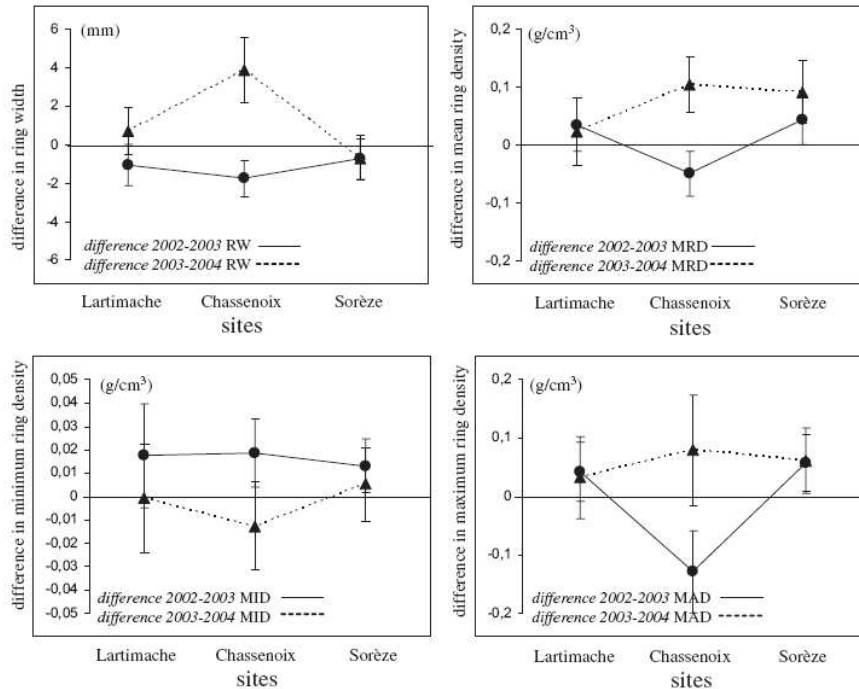 difference in ring width
(mm)
6
4
2
0
-2
-4
-6
difference 2002-2003 RW
difference 2003-2004 RW
Lartimache Chassenoix Sorèze
sites
difference in mean ring density
(g/cm³)
0,2
0,1
0
-0,1
-0,2
difference 2002-2003 MRD
difference 2003-2004 MRD
Lartimache Chassenoix Sorèze
sites
difference in minimum ring density
(g/cm³)
0,05
0,04
0,03
0,02
0,01
0
-0,01
-0,02
-0,03
-0,04
-0,05
difference 2002-2003 MID
difference 2003-2004 MID
Lartimache Chassenoix Sorèze
sites
difference in maximum ring density
(g/cm³)
0,2
0,1
0
-0,1
-0,2
difference 2002-2003 MAD
difference 2003-2004 MAD
Lartimache Chassenoix Sorèze
sites